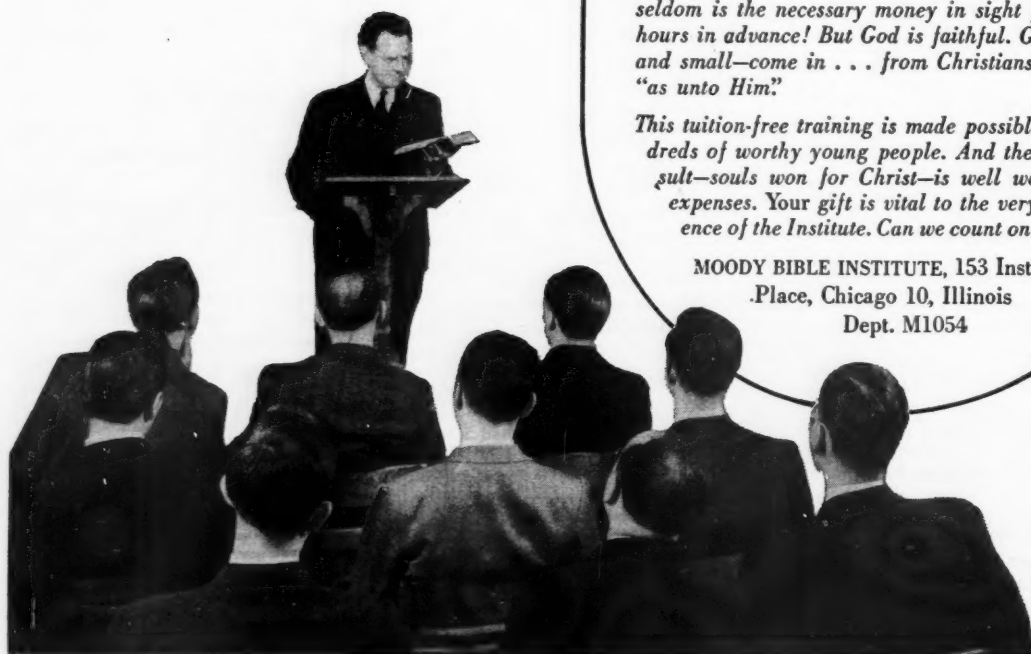 seldom is the necessary money in sight
hours in advance! But God is faithful. G
and small—come in . . . from Christians
"as unto Him."
This tuition-free training is made possibl
dreds of worthy young people. And the
sult—souls won for Christ—is well w
expenses. Your gift is vital to the very
ence of the Institute. Can we count on
MOODY BIBLE INSTITUTE, 153 Inst
Place, Chicago 10, Illinois
Dept. M1054